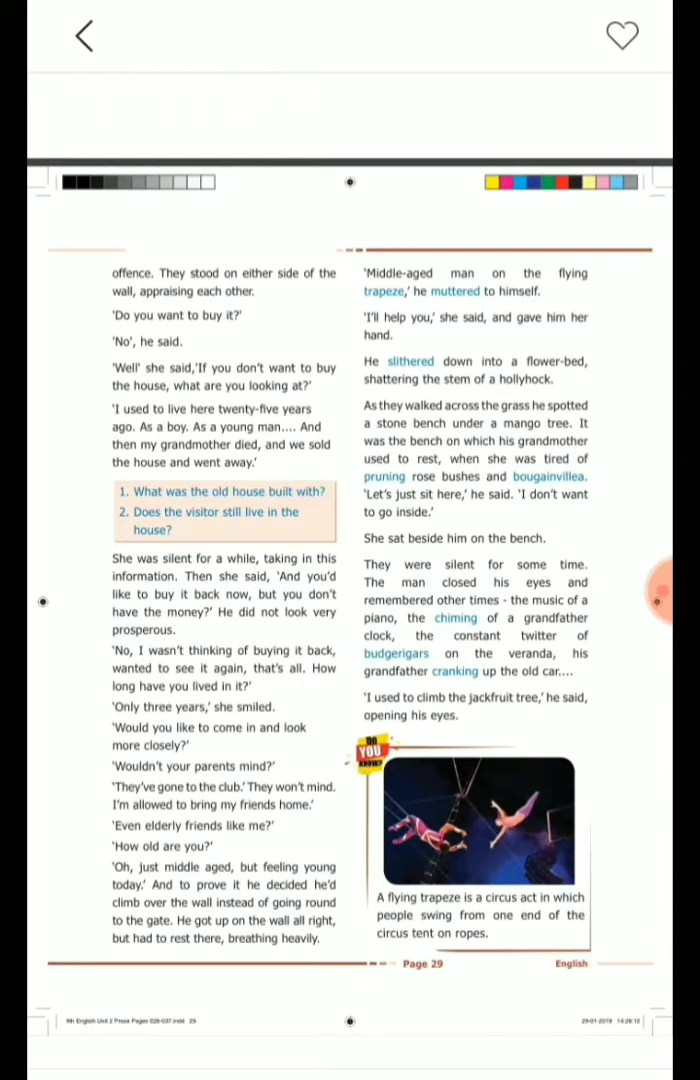 offence. They stood on either side of the
wall, appraising each other.
'Do you want to buy it?'
'No', he said.
'Well' she said,'If you don't want to buy
the house, what are you looking at?'
'I used to live here twenty-five years
ago. As a boy. As a young man.... And
then my grandmother died, and we sold
the house and went away.'
1. What was the old house built with?
2. Does the visitor still live in the
house?
She was silent for a while, taking in this
information. Then she said, 'And you'd
like to buy it back now, but you don't
have the money?' He did not look very
prosperous.
'No, I wasn't thinking of buying it back,
wanted to see it again, that's all. How
long have you lived in it?'
'Only three years,' she smiled.
'Would you like to come in and look
more closely?'
'Wouldn't your parents mind?'
'They've gone to the club.' They won't mind.
I'm allowed to bring my friends home.'
'Even elderly friends like me?'
'How old are you?'
'Oh, just middle aged, but feeling young
today.' And to prove it he decided he'd
climb over the wall instead of going round
to the gate. He got up on the wall all right,
but had to rest there, breathing heavily.
'Middle-aged man on the flying
trapeze,' he muttered to himself.
'I'll help you,' she said, and gave him her
hand.
He slithered down into a flower-bed,
shattering the stem of a hollyhock.
As they walked across the grass he spotted
a stone bench under a mango tree. It
was the bench on which his grandmother
used to rest, when she was tired of
pruning rose bushes and bougainvillea.
'Let's just sit here,' he said. 'I don't want
to go inside.'
She sat beside him on the bench.
They were silent for some time.
The man closed his eyes and
remembered other times - the music of a
piano, the chiming of a grandfather
clock, the constant twitter of
budgerigars on the veranda, his
grandfather cranking up the old car....
'I used to climb the jackfruit tree,' he said,
opening his eyes.
DO
YOU
KNOW?
A flying trapeze is a circus act in which
people swing from one end of the
circus tent on ropes.
Page 29
English
9th English Unit 2 Prose Pages 028-037.indd 29
29-01-2019 14:28:10